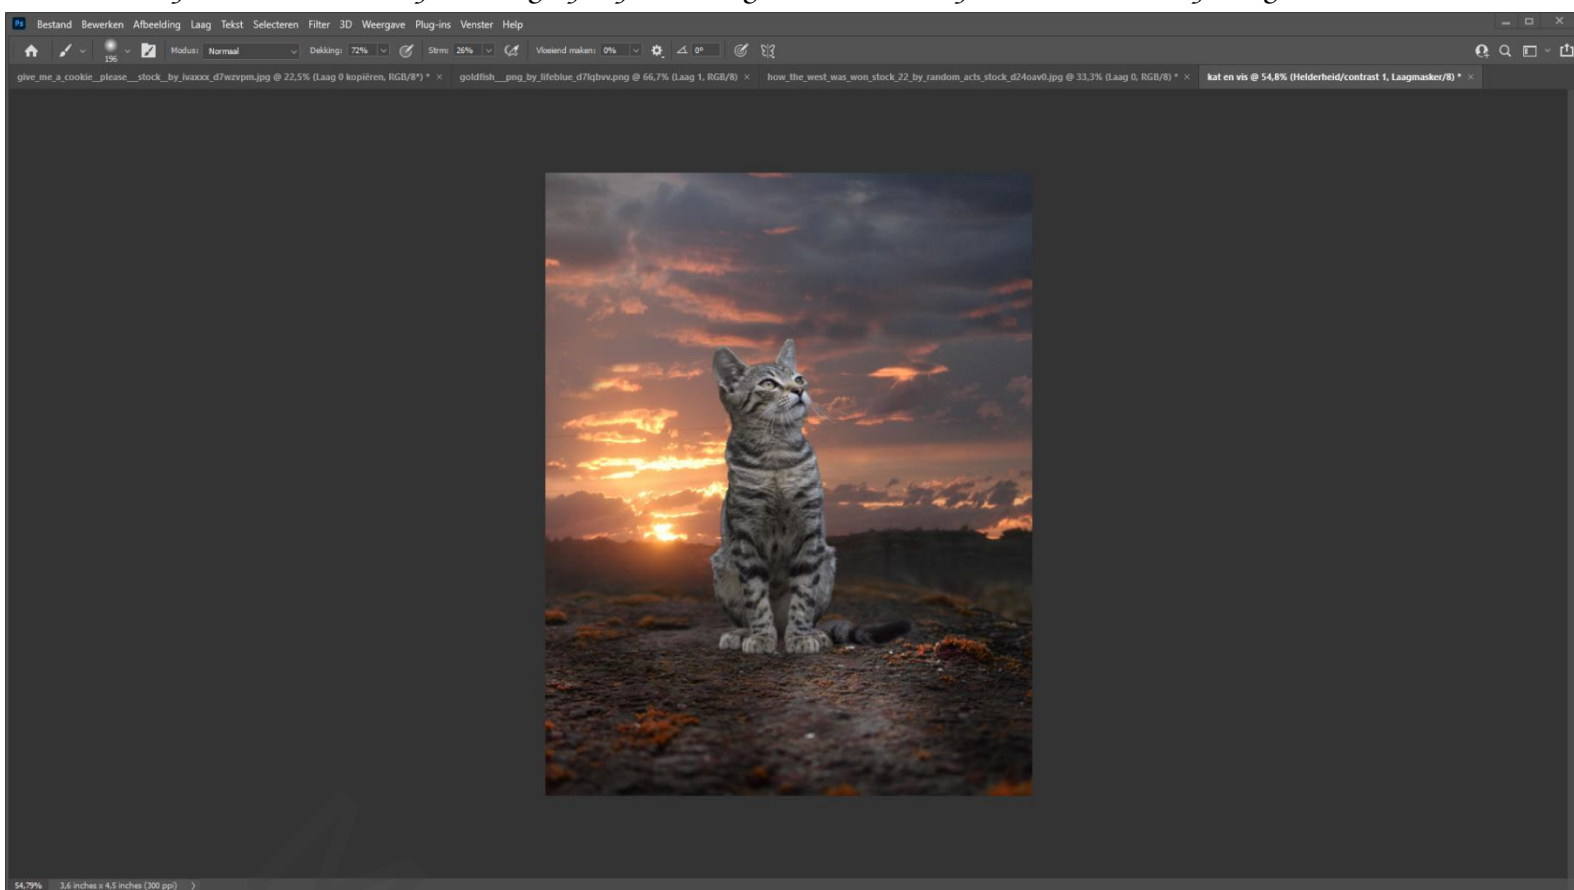 Ps Bestand Bewerken Afbeelding Laag Tekst Selecteren Filter 3D Weergave Plug-ins Venster Help
196 Modus: Normaal Dekking: 72% Strm: 26% Vloeiend maken: 0% 0°
give_me_a_cookie__please__stock__by_ivaxxx_d7wzvpm.jpg @ 22,5% (Laag 0 kopiëren, RGB/8*) * × goldfish__png_by_lifeblue_d7lqbvv.png @ 66,7% (Laag 1, RGB/8) × how_the_west_was_won_stock_22_by_random_acts_stock_d24oav0.jpg @ 33,3% (Laag 0, RGB/8) * × kat en vis @ 54,8% (Helderheid/contrast 1, Laagmasker/8) * ×
54,79% 3,6 inches x 4,5 inches (300 ppi)